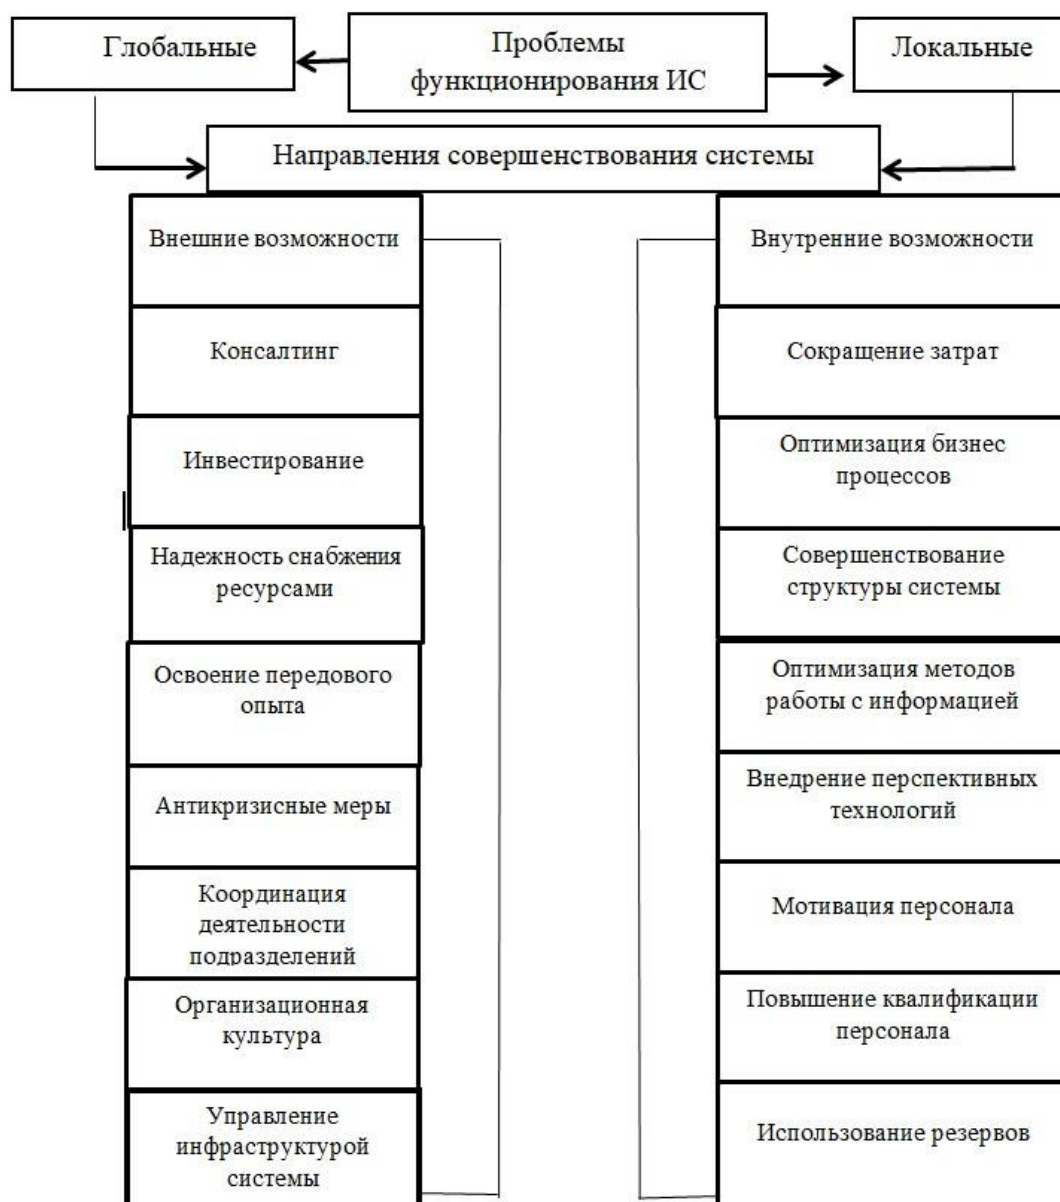 Глобальные
Проблемы
функционирования ИС
Локальные
Направления совершенствования системы
Внешние возможности
Консалтинг
Инвестирование
Надежность снабжения
ресурсами
Освоение передового
опыта
Антикризисные меры
Координация
деятельности
подразделений
Организационная
культура
Управление
инфраструктурой
системы
Внутренние возможности
Сокращение затрат
Оптимизация бизнес
процессов
Совершенствование
структуры системы
Оптимизация методов
работы с информацией
Внедрение перспективных
технологий
Мотивация персонала
Повышение квалификации
персонала
Использование резервов